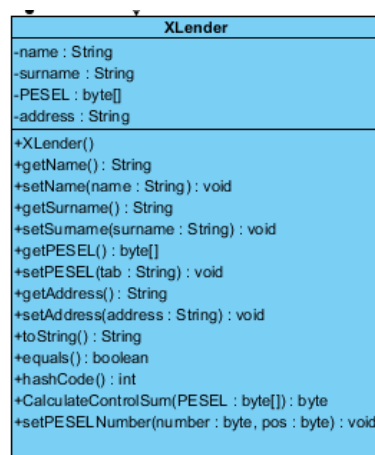 XLender
-name : String
-surname : String
-PESEL : byte[]
-address : String
+XLender()
+getName() : String
+setName(name : String) : void
+getSurname() : String
+setSurname(surname : String) : void
+getPESEL() : byte[]
+setPESEL(tab : String) : void
+getAddress() : String
+setAddress(address : String) : void
+toString() : String
+equals() : boolean
+hashCode() : int
+CalculateControlSum(PESEL : byte[]) : byte
+setPESELNumber(number : byte, pos : byte) : void